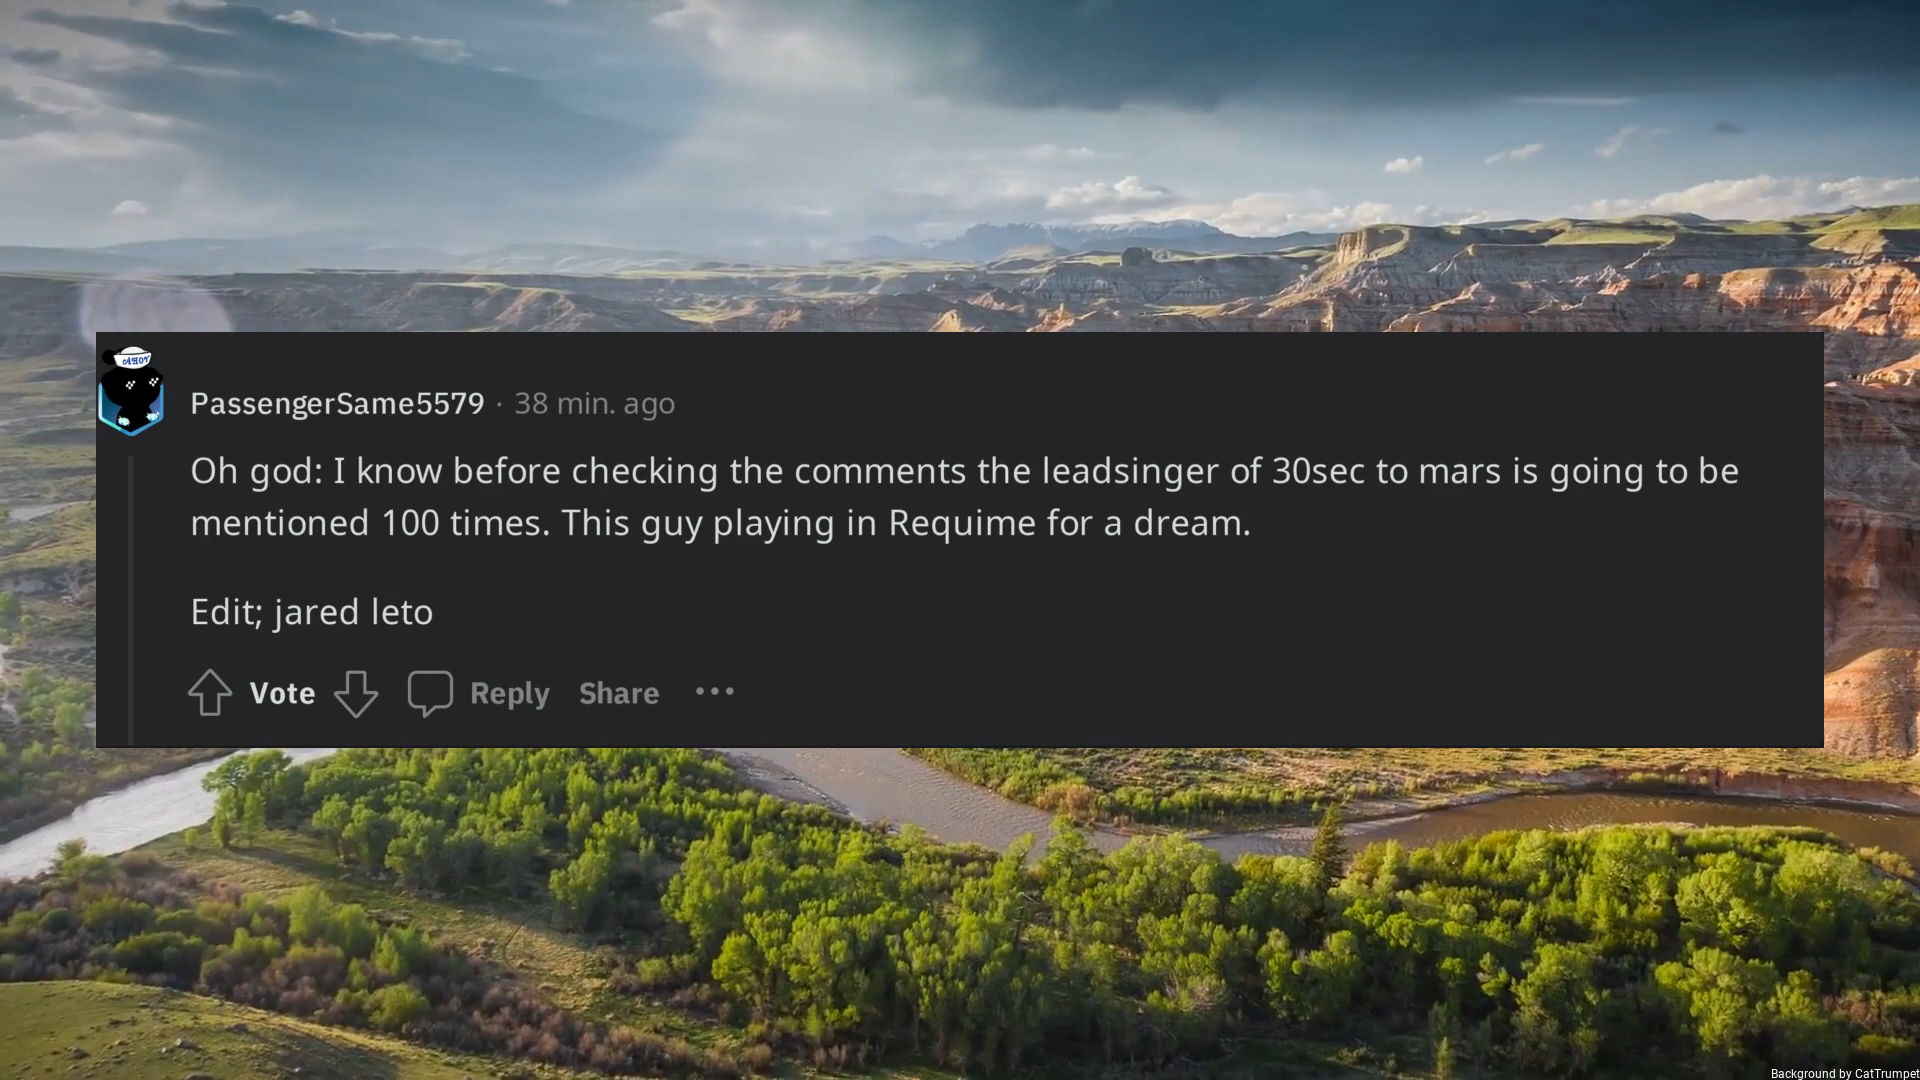 AHOY
PassengerSame5579 · 38 min. ago
Oh god: I know before checking the comments the leadsinger of 30sec to mars is going to be
mentioned 100 times. This guy playing in Requime for a dream.
Edit; jared leto
Vote Reply Share ···
Background by CatTrumpet